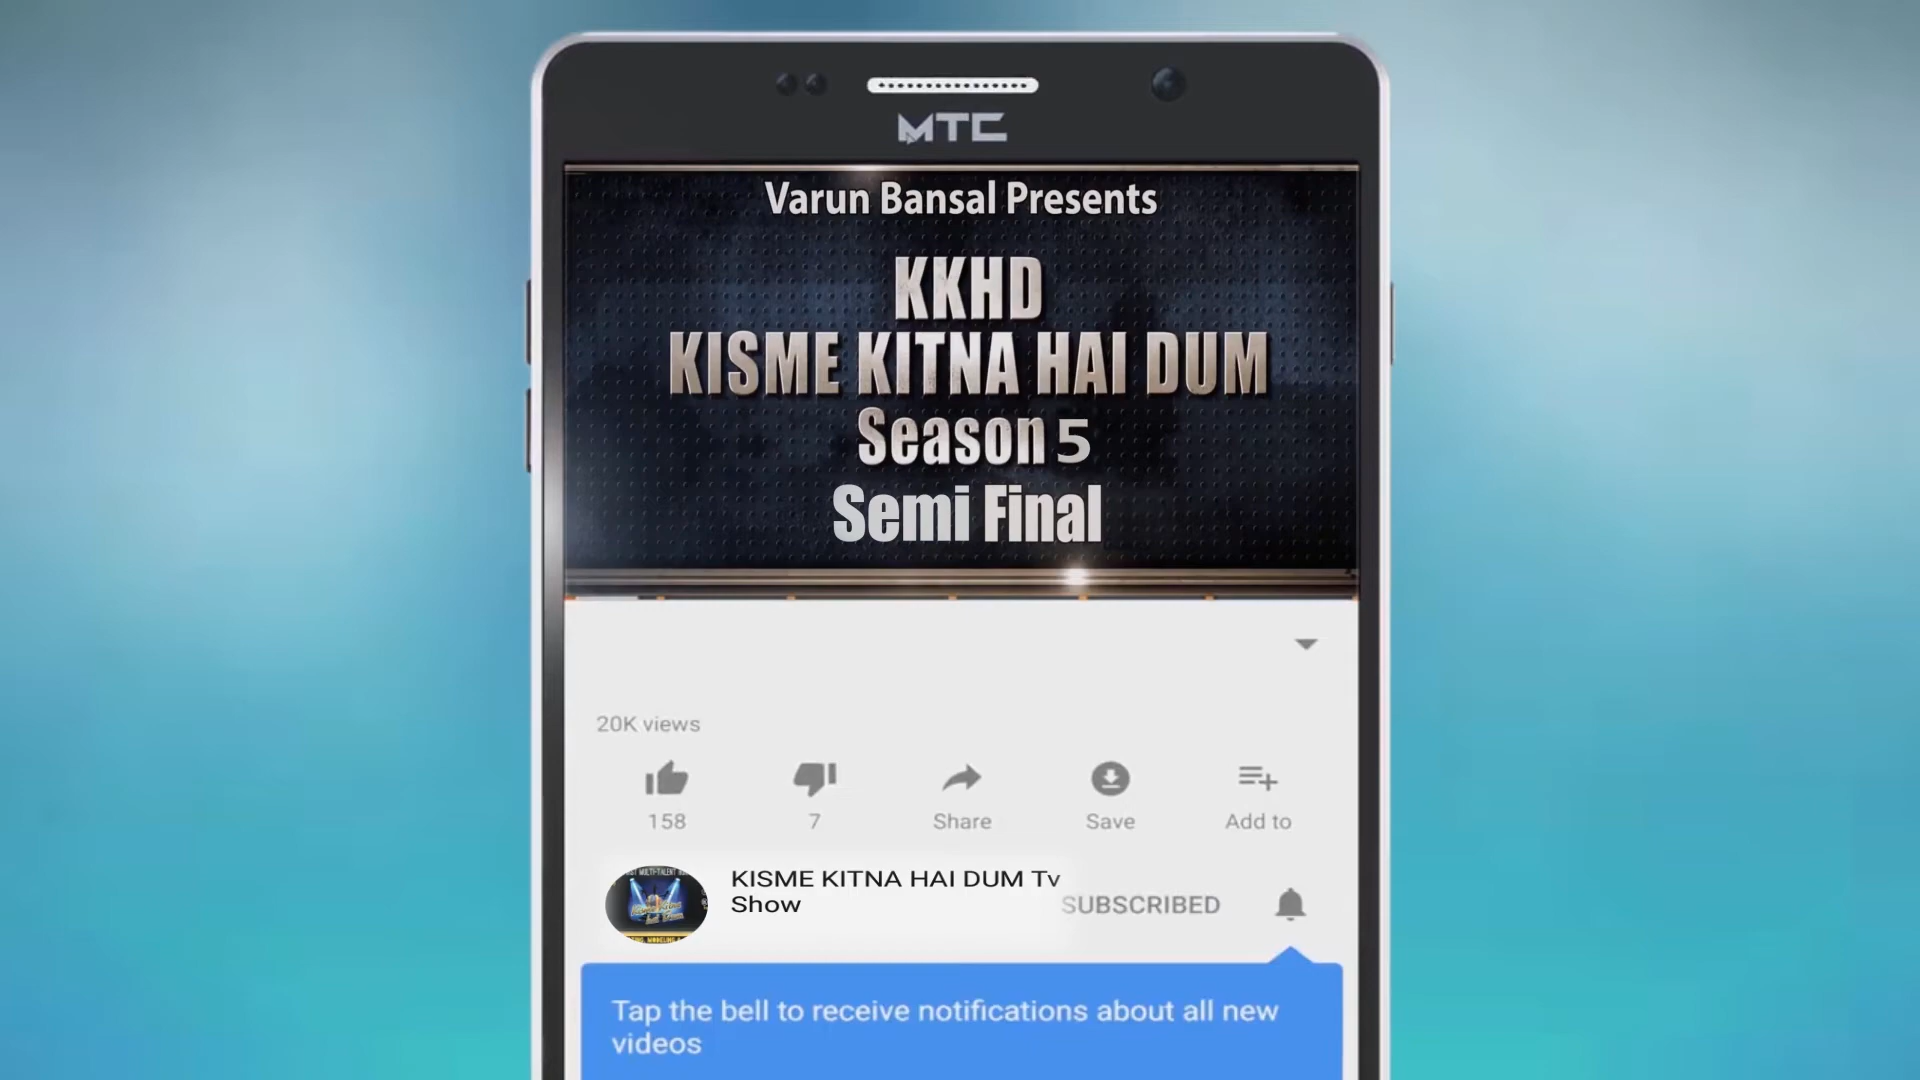 MTC
Varun Bansal Presents
KKHD
KISME KITNA HAI DUM
Season 5
Semi Final
20K views
158
7
Share
Save
Add to
KISME KITNA HAI DUM Tv
Show
SUBSCRIBED
Tap the bell to receive notifications about all new
videos